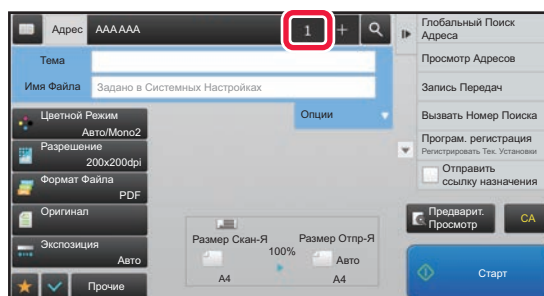 Адрес AAA AAA 1 +
Тема
Имя Файла Задано в Системных Настройках
Опции
Цветной Режим
Авто/Mono2
Разрешение
200x200dpi
Формат Файла
PDF
Оригинал
Экспозиция
Авто
Прочие
Размер Скан-Я
A4
100%
Размер Отпр-Я
Авто
A4
Глобальный Поиск
Адреса
Просмотр Адресов
Запись Передач
Вызвать Номер Поиска
Програм. регистрация
Регистрировать Тек. Установки
Отправить
ссылку назначения
Предварит.
Просмотр
CA
Старт